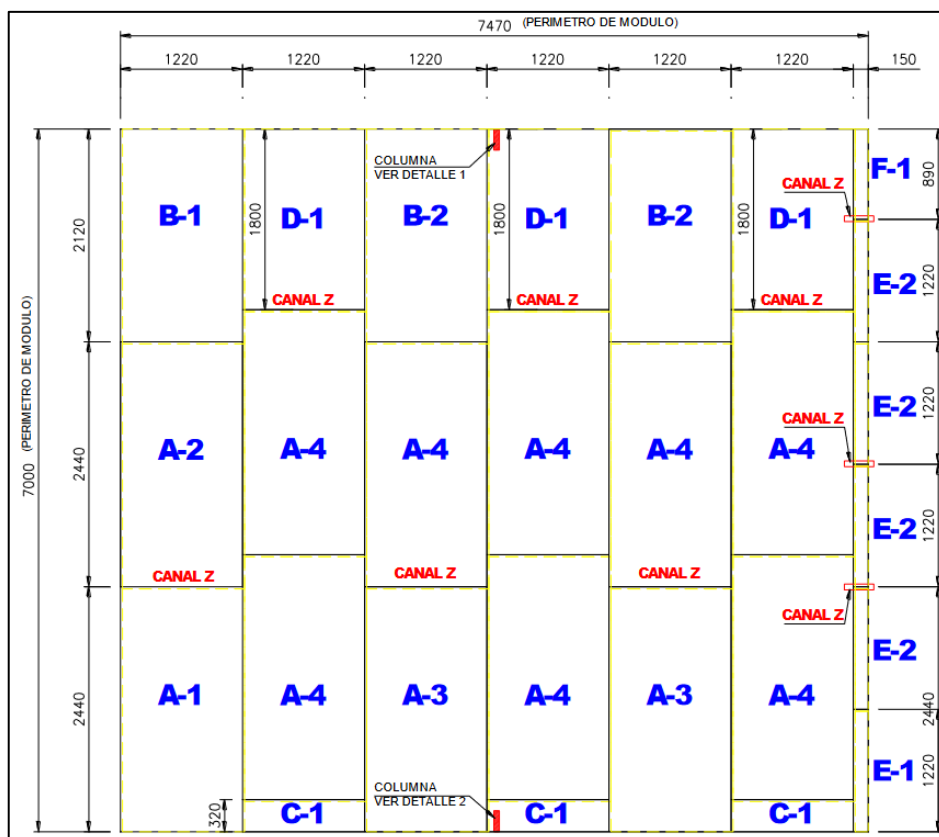 7470 (PERIMETRO DE MODULO)
1220 1220 1220 1220 1220 1220 150
COLUMNA
VER DETALLE 1
F-1
890
CANAL Z
B-1 D-1 B-2 D-1 B-2 D-1
1800 1800 1800
2120
E-2
1220
CANAL Z CANAL Z CANAL Z
7000 (PERIMETRO DE MODULO)
E-2
1220
CANAL Z
A-2 A-4 A-4 A-4 A-4 A-4
2440
E-2
1220
CANAL Z CANAL Z CANAL Z
CANAL Z
E-2
2440
A-1 A-4 A-3 A-4 A-3 A-4
2440
E-1
1220
COLUMNA
VER DETALLE 2
320
C-1 C-1 C-1